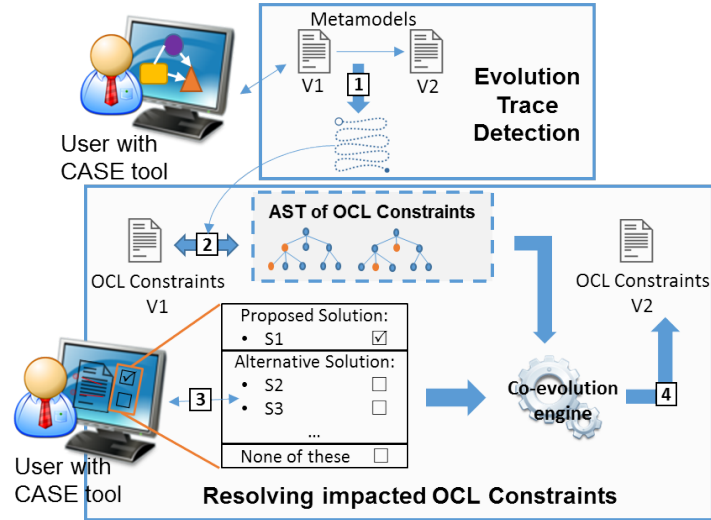 Metamodels
V1
V2
1
Evolution
Trace
Detection
User with
CASE tool
AST of OCL Constraints
2
OCL Constraints
V1
OCL Constraints
V2
Proposed Solution:
• S1
Alternative Solution:
• S2
• S3
...
None of these
3
Co-evolution
engine
4
User with
CASE tool
Resolving impacted OCL Constraints